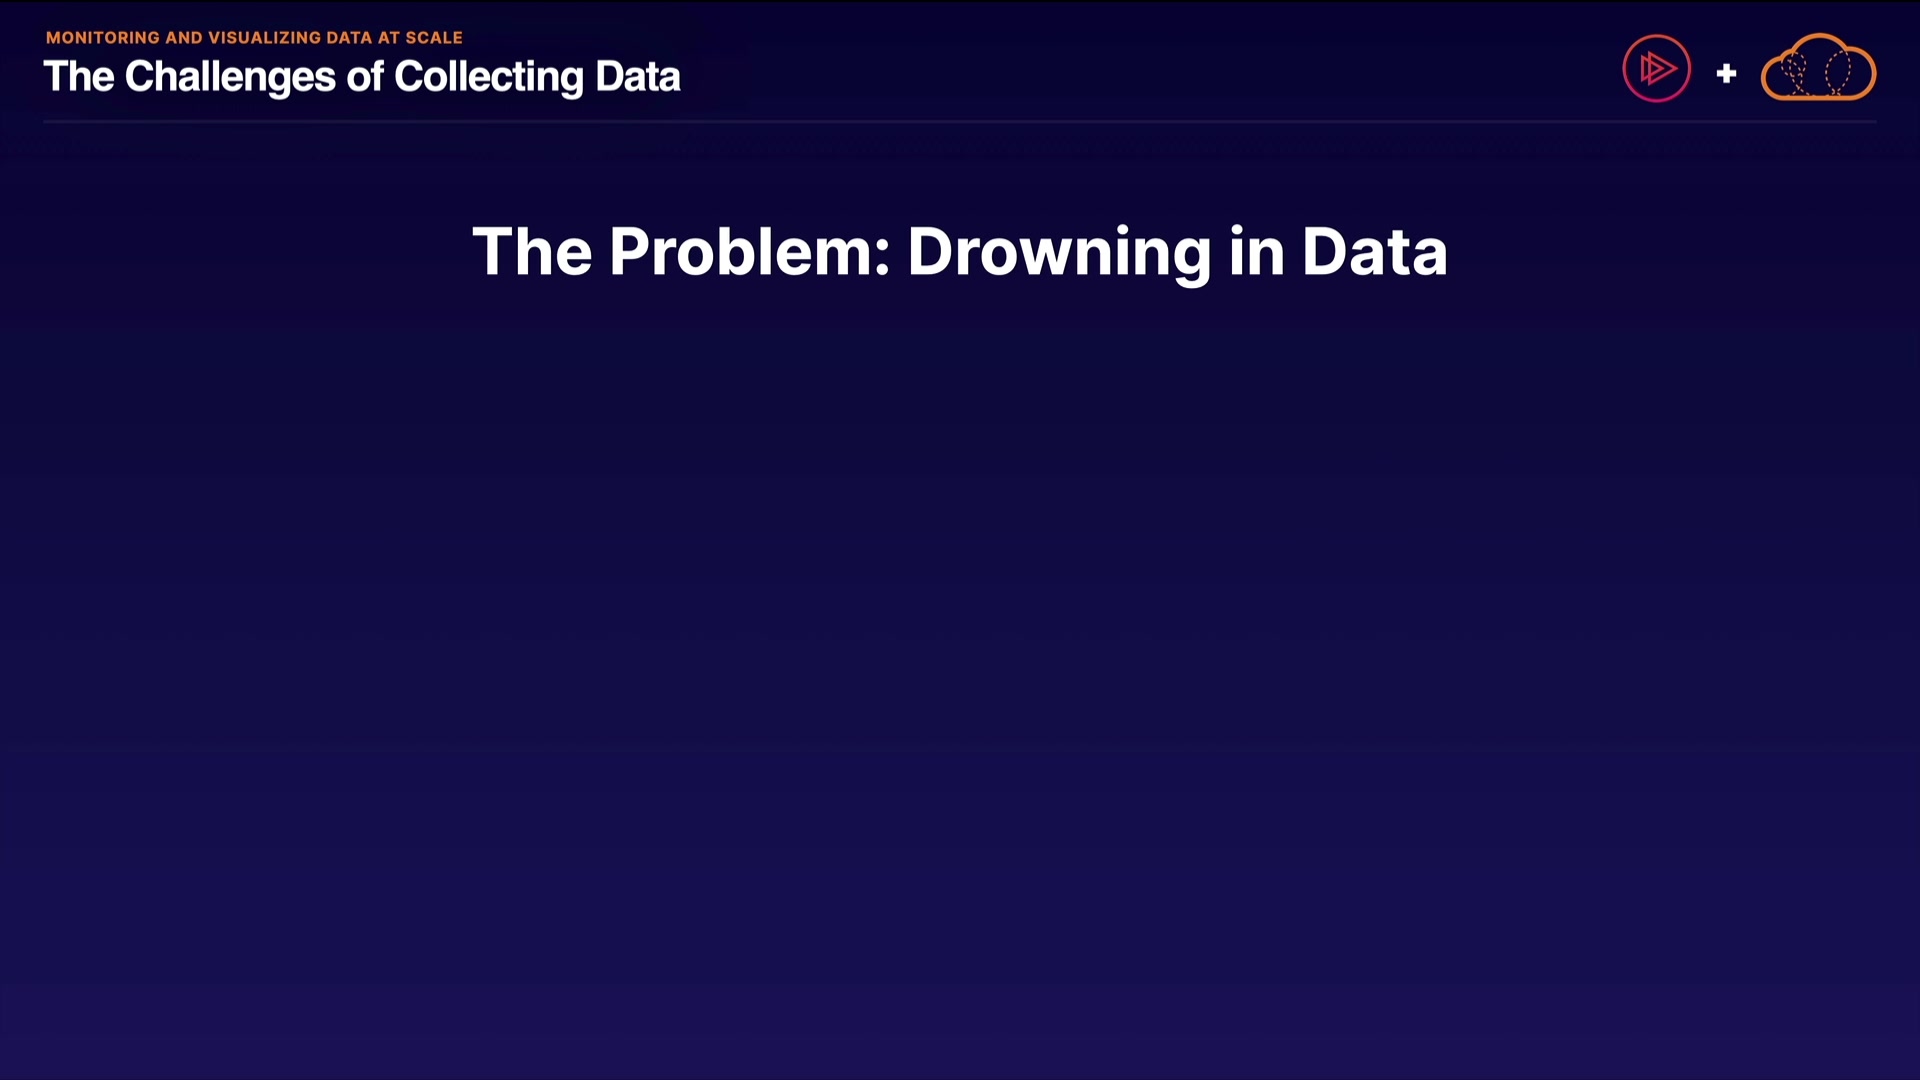 MONITORING AND VISUALIZING DATA AT SCALE
The Challenges of Collecting Data
+
The Problem: Drowning in Data